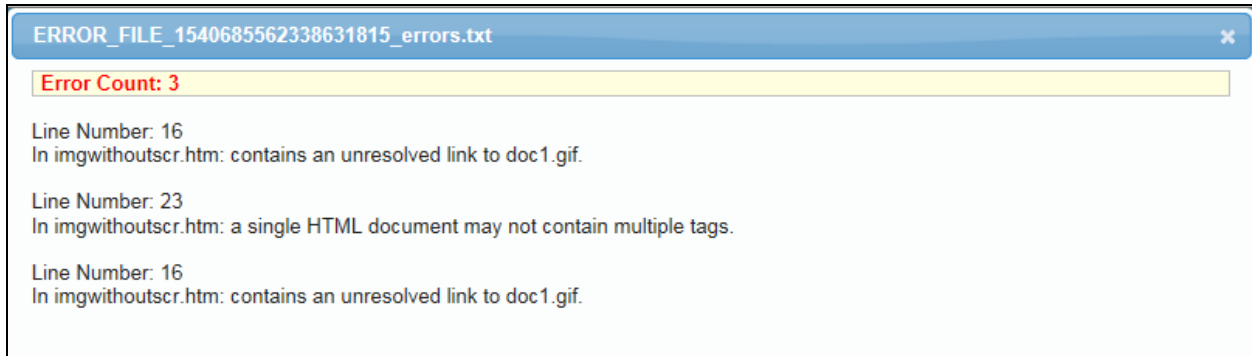 ERROR_FILE_1540685562338631815_errors.txt
Error Count: 3
Line Number: 16
In imgwithoutscr.htm: contains an unresolved link to doc1.gif.
Line Number: 23
In imgwithoutscr.htm: a single HTML document may not contain multiple tags.
Line Number: 16
In imgwithoutscr.htm: contains an unresolved link to doc1.gif.